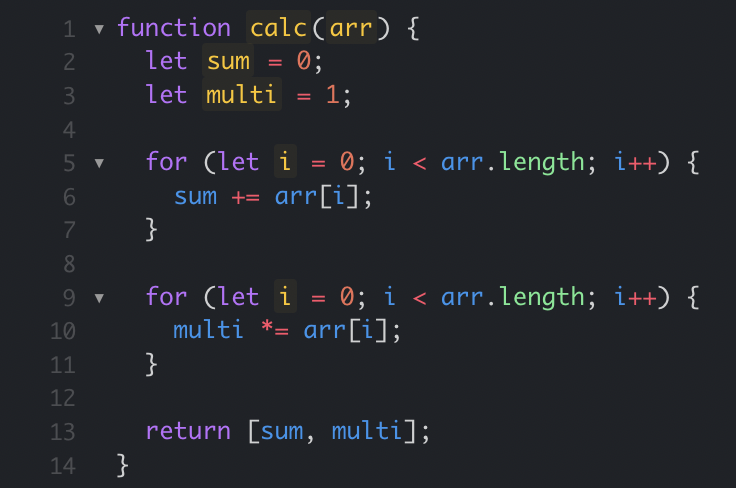 1 ▼ function calc(arr) {
2 let sum = 0;
3 let multi = 1;
4
5 ▼ for (let i = 0; i < arr.length; i++) {
6 sum += arr[i];
7 }
8
9 ▼ for (let i = 0; i < arr.length; i++) {
10 multi *= arr[i];
11 }
12
13 return [sum, multi];
14 }